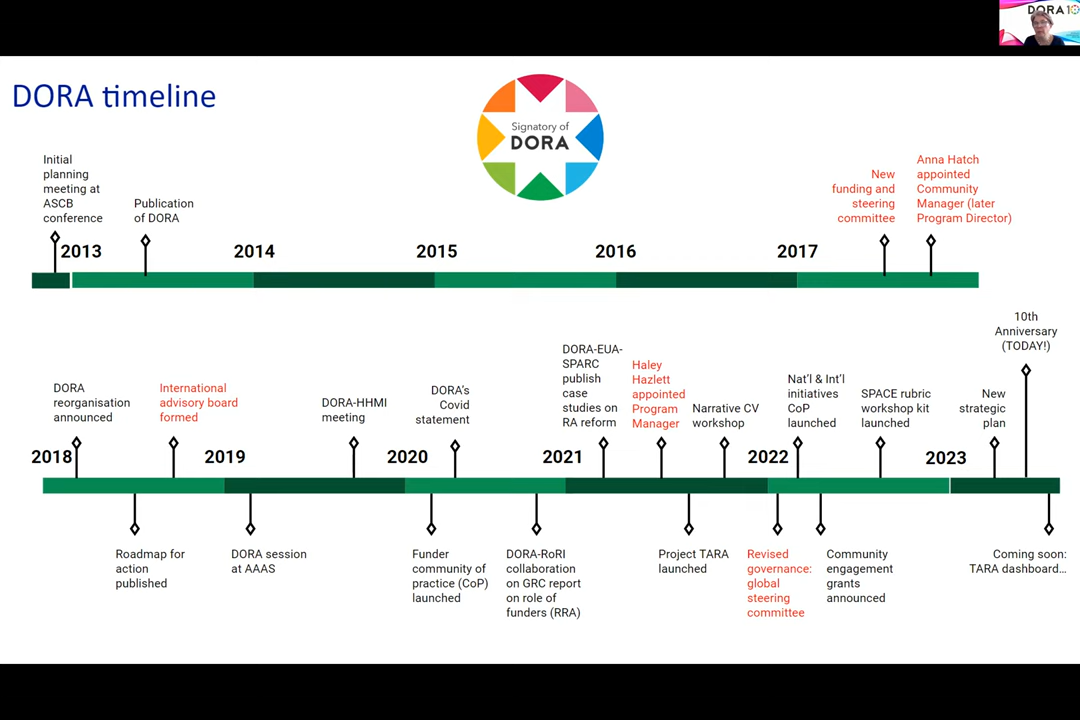 DORA 10
DORA timeline
Signatory of
DORA
Initial
planning
meeting at
ASCB
conference
Publication
of DORA
New
funding and
steering
committee
Anna Hatch
appointed
Community
Manager (later
Program Director)
2013
2014
2015
2016
2017
DORA
reorganisation
announced
International
advisory board
formed
DORA-HHMI
meeting
DORA's
Covid
statement
DORA-EUA-
SPARC
publish
case
studies on
RA reform
Haley
Hazlett
appointed
Program
Manager
Narrative CV
workshop
Nat'l & Int'l
initiatives
CoP
launched
SPACE rubric
workshop kit
launched
New
strategic
plan
10th
Anniversary
(TODAY!)
2018
2019
2020
2021
2022
2023
Roadmap for
action
published
DORA session
at AAAS
Funder
community of
practice (CoP)
launched
DORA-RoRI
collaboration
on GRC report
on role of
funders (RRA)
Project TARA
launched
Revised
governance:
global
steering
committee
Community
engagement
grants
announced
Coming soon:
TARA dashboard...